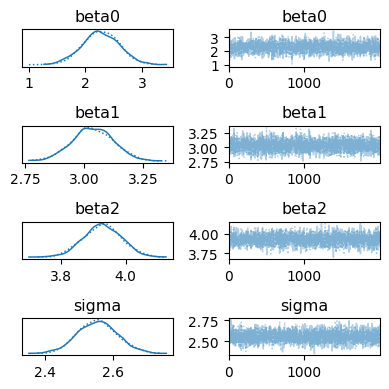 beta0 beta0
3
2
1
1 2 3 0 1000
beta1 beta1
3.25
3.00
2.75
2.75 3.00 3.25 0 1000
beta2 beta2
4.00
3.75
3.8 4.0 0 1000
sigma sigma
2.75
2.50
2.4 2.6 0 1000